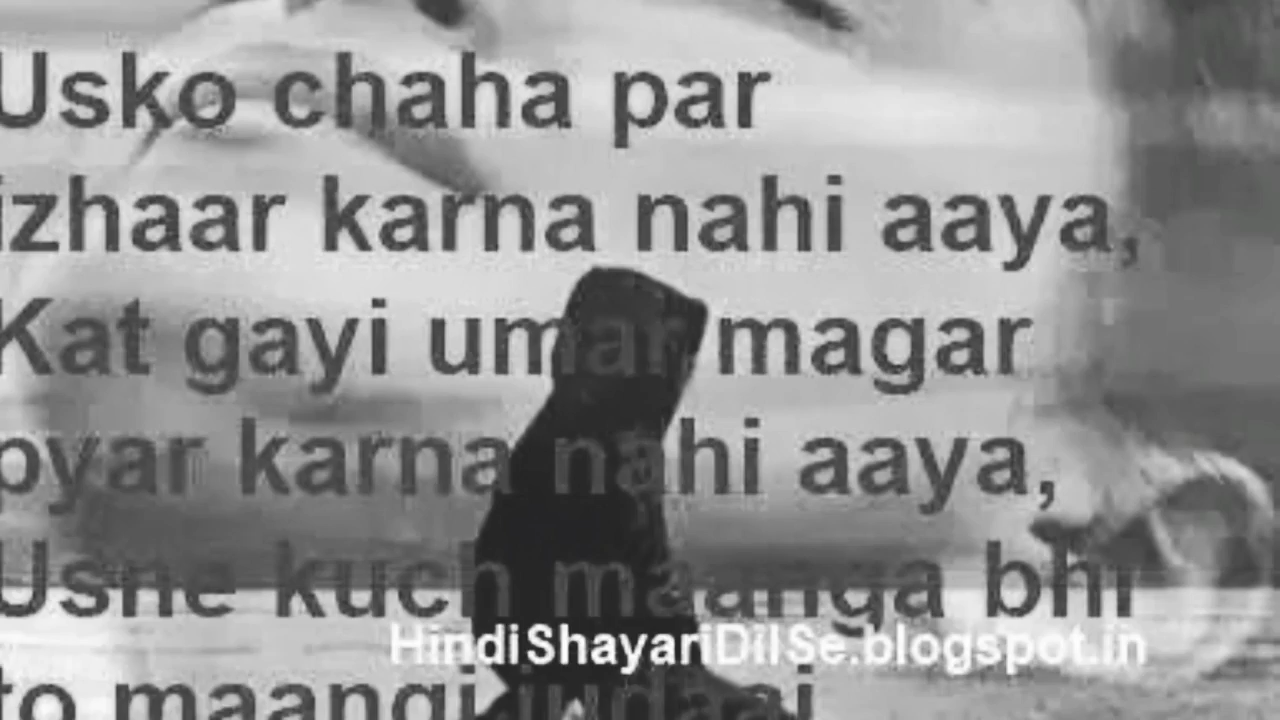 Usko chaha par
izhaar karna nahi aaya,
Kat gayi umar magar
pyar karna nahi aaya,
Usne kuch maanga bhi
HindiShayariDilSe.blogspot.in
to maangi judaai